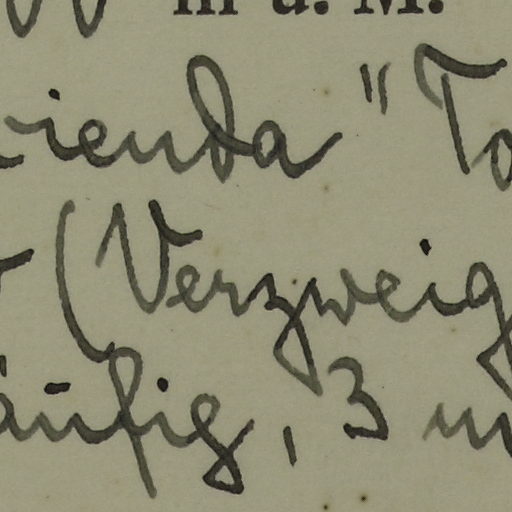 m ü. M.
ienda" To
(Verzweig
äufig, 3 m